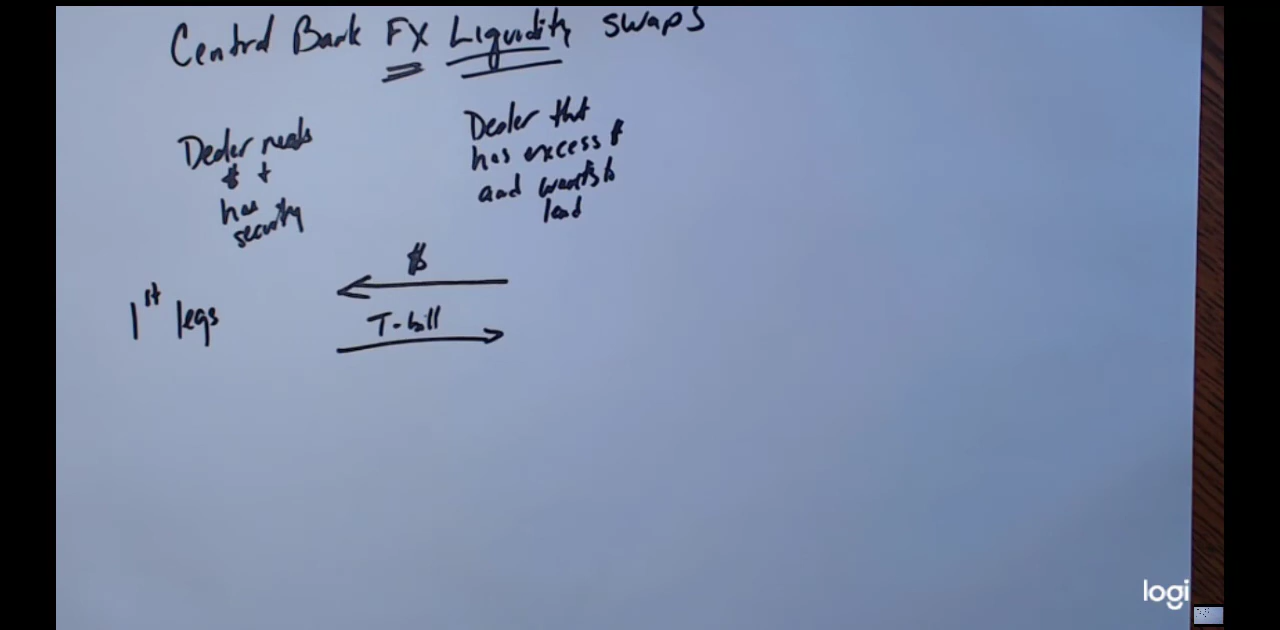 Central Bank FX Liquidity swaps
Dealer needs
$ +
has
security
Dealer that
has excess $
and wants to
lend
$
1st legs
T-bill
logi